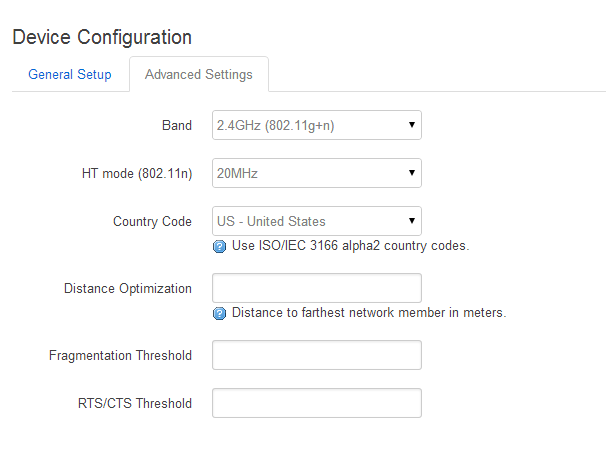 Device Configuration
General Setup Advanced Settings
Band 2.4GHz (802.11g+n)
HT mode (802.11n) 20MHz
Country Code US - United States
Use ISO/IEC 3166 alpha2 country codes.
Distance Optimization
Distance to farthest network member in meters.
Fragmentation Threshold
RTS/CTS Threshold